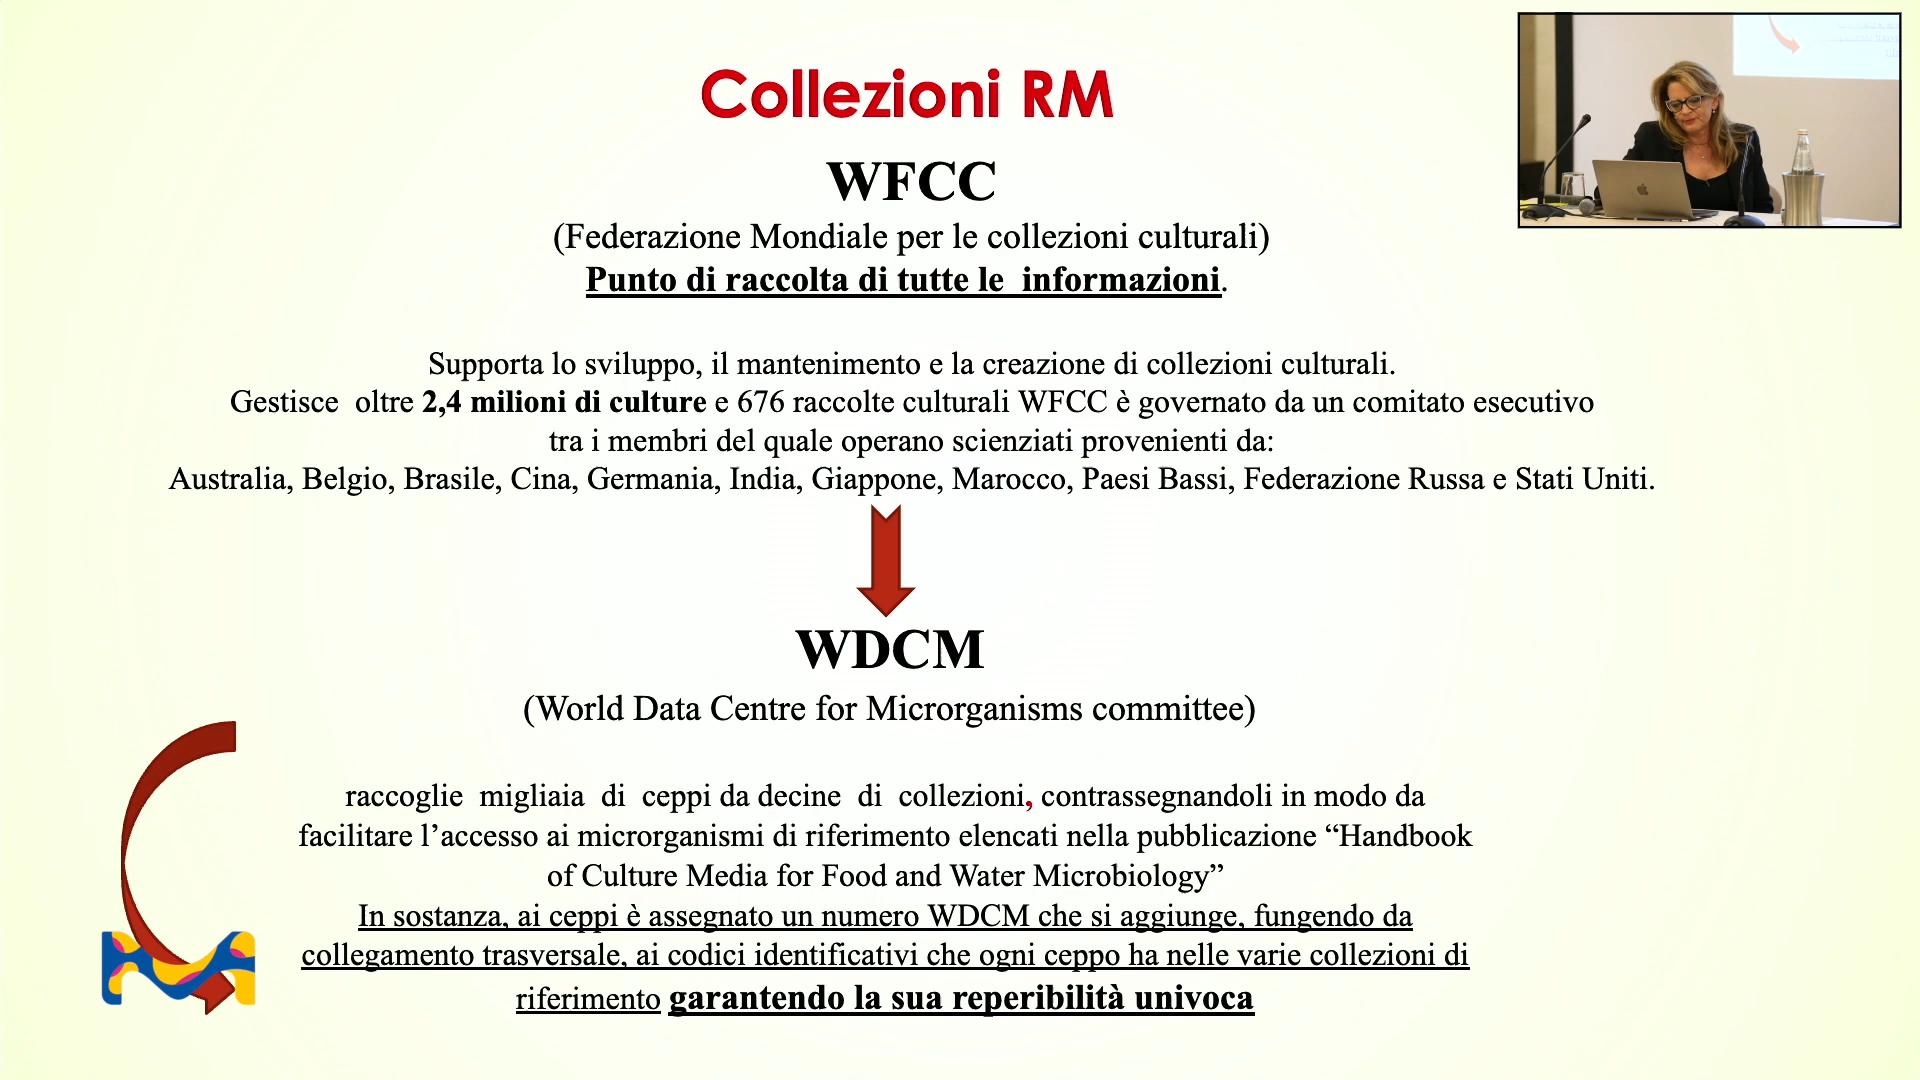 Collezioni RM
WFCC
(Federazione Mondiale per le collezioni culturali)
Punto di raccolta di tutte le  informazioni.
Supporta lo sviluppo, il mantenimento e la creazione di collezioni culturali.
Gestisce  oltre 2,4 milioni di culture e 676 raccolte culturali WFCC è governato da un comitato esecutivo
tra i membri del quale operano scienziati provenienti da:
Australia, Belgio, Brasile, Cina, Germania, India, Giappone, Marocco, Paesi Bassi, Federazione Russa e Stati Uniti.
WDCM
(World Data Centre for Microrganisms committee)
raccoglie  migliaia  di  ceppi da decine  di  collezioni, contrassegnandoli in modo da
facilitare l’accesso ai microrganismi di riferimento elencati nella pubblicazione “Handbook
of Culture Media for Food and Water Microbiology”
In sostanza, ai ceppi è assegnato un numero WDCM che si aggiunge, fungendo da
collegamento trasversale, ai codici identificativi che ogni ceppo ha nelle varie collezioni di
riferimento garantendo la sua reperibilità univoca